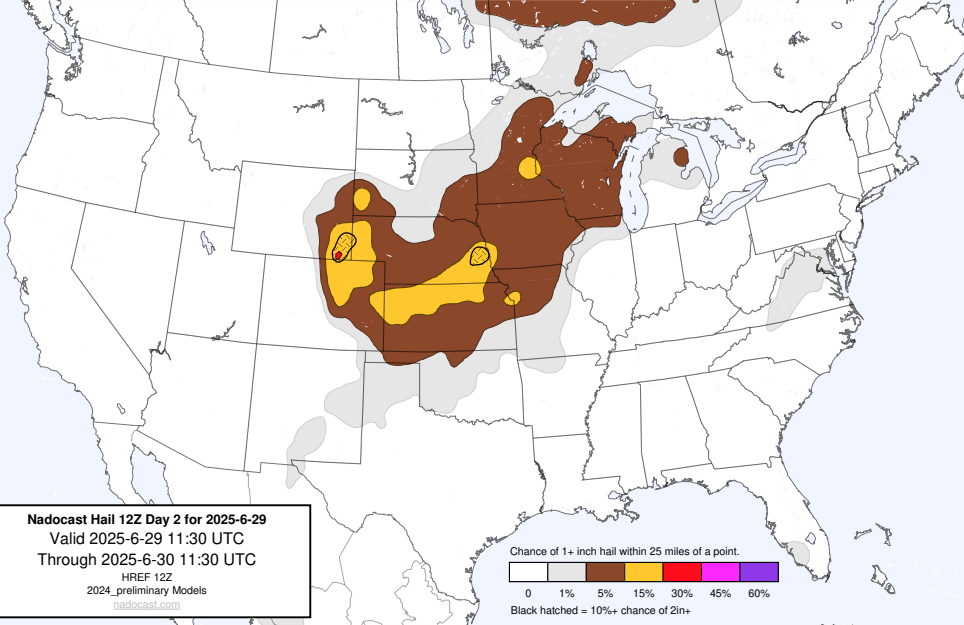 Nadocast Hail 12Z Day 2 for 2025-6-29
Valid 2025-6-29 11:30 UTC
Through 2025-6-30 11:30 UTC
HREF 12Z
2024_preliminary Models
nadocast.com
Chance of 1+ inch hail within 25 miles of a point.
0 1% 5% 15% 30% 45% 60%
Black hatched = 10%+ chance of 2in+